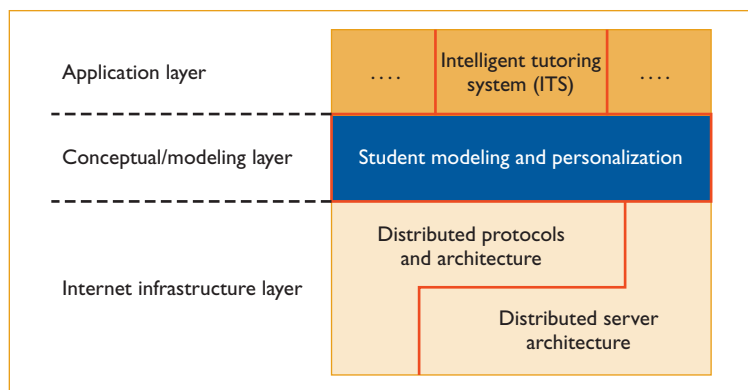 Application layer
....
Intelligent tutoring
system (ITS)
....
Conceptual/modeling layer
Student modeling and personalization
Internet infrastructure layer
Distributed protocols
and architecture
Distributed server
architecture